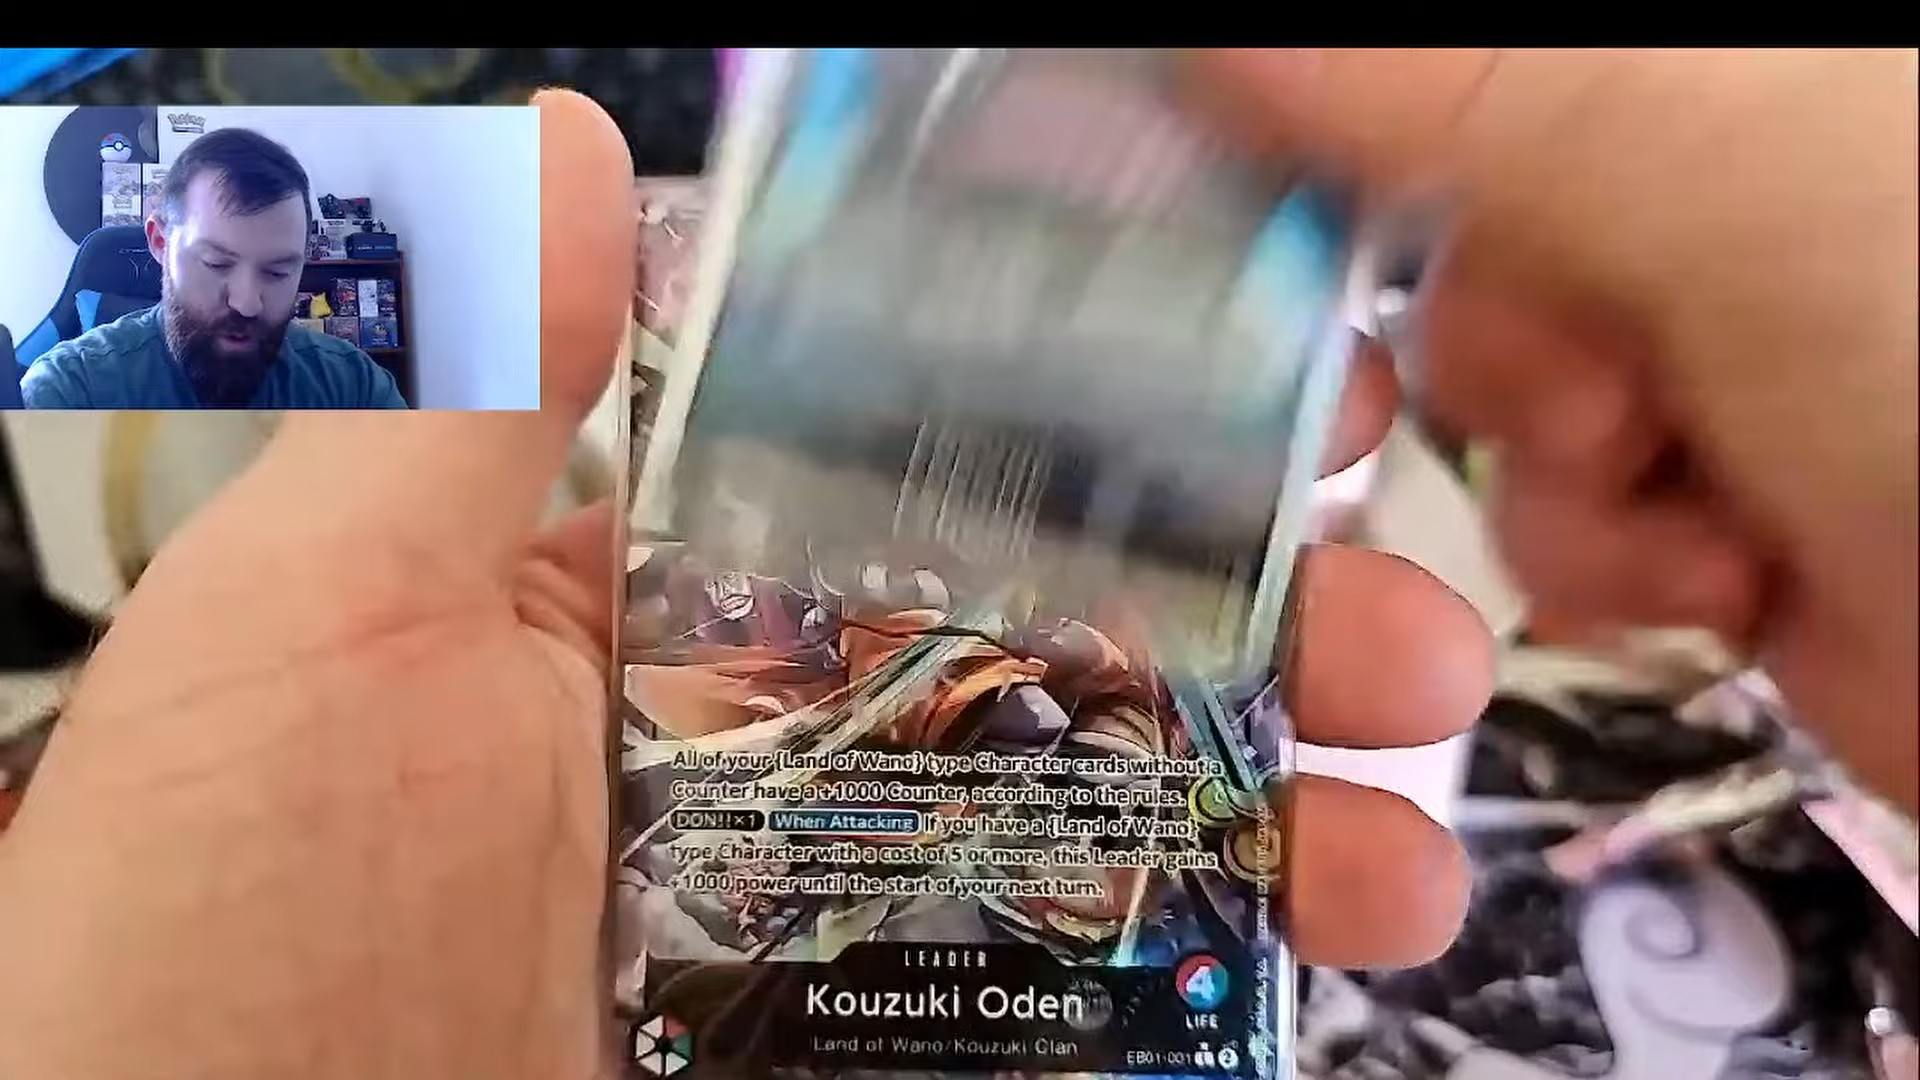 Pokémon
All of your {Land of Wano} type Character cards without a
Counter have a +1000 Counter, according to the rules.
DON!!×1 When Attacking If you have a {Land of Wano}
type Character with a cost of 5 or more, this Leader gains
+1000 power until the start of your next turn.
LEADER
Kouzuki Oden
4
LIFE
Land of Wano/Kouzuki Clan
EB01-001 L 2